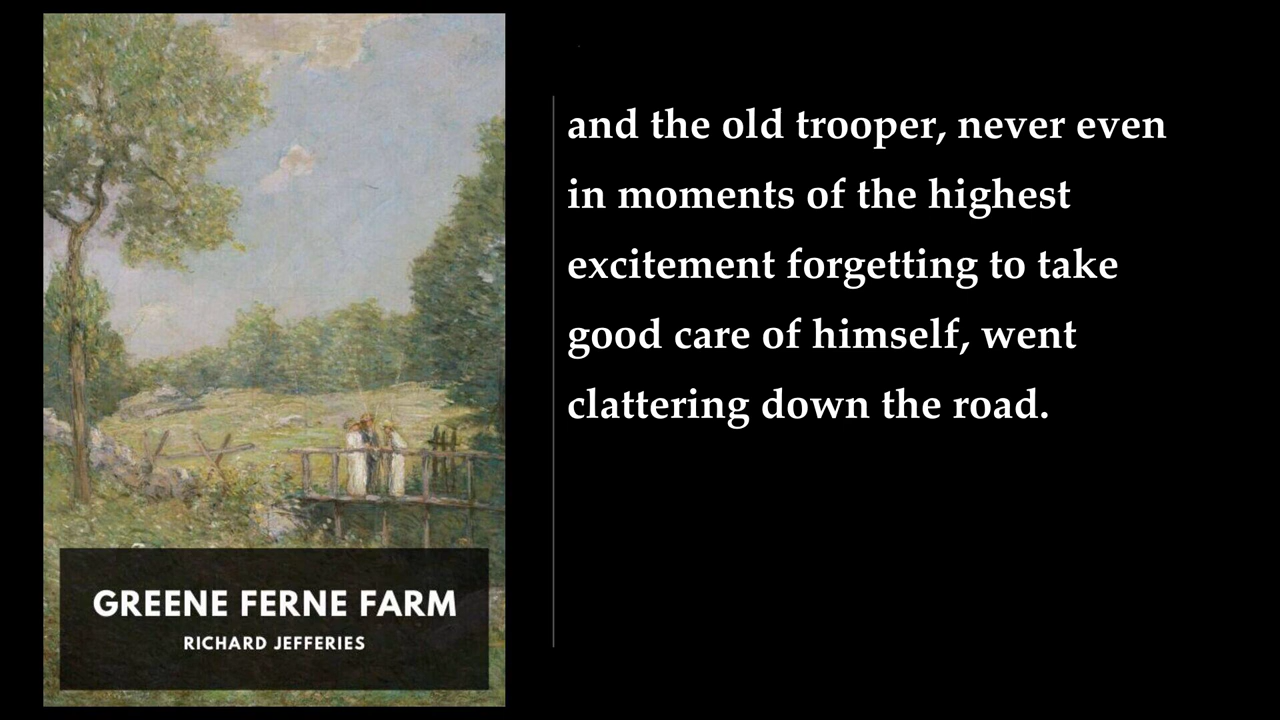 and the old trooper, never even
in moments of the highest
excitement forgetting to take
good care of himself, went
clattering down the road.
GREENE FERNE FARM
RICHARD JEFFERIES